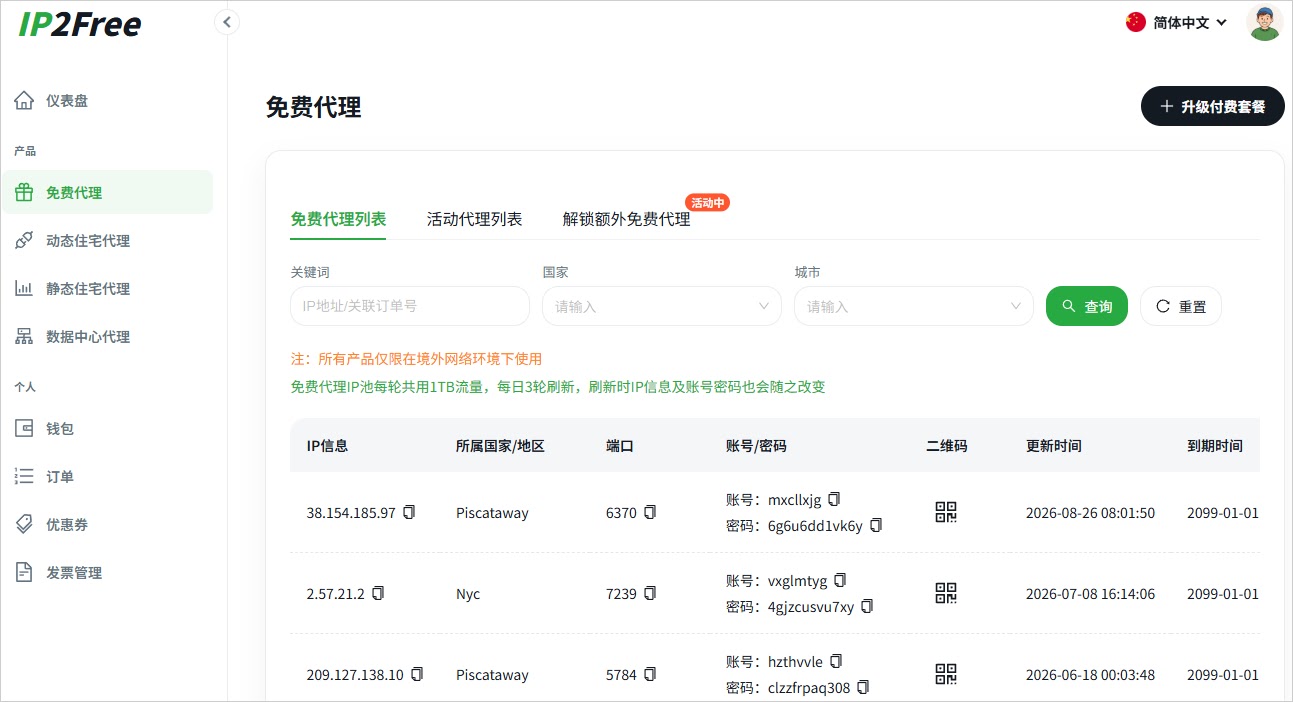 IP2Free
简体中文
仪表盘
产品
免费代理
动态住宅代理
静态住宅代理
数据中心代理
个人
钱包
订单
优惠券
发票管理
免费代理
升级付费套餐
免费代理列表
活动代理列表
解锁额外免费代理
活动中
关键词
国家
城市
IP地址/关联订单号
请输入
请输入
查询
重置
注：所有产品仅限在境外网络环境下使用
免费代理IP池每轮共用1TB流量，每日3轮刷新，刷新时IP信息及账号密码也会随之改变
IP信息 所属国家/地区 端口 账号/密码 二维码 更新时间 到期时间
38.154.185.97 Piscataway 6370 账号：mxcllxjg 2026-08-26 08:01:50 2099-01-01
密码：6g6u6dd1vk6y
2.57.21.2 Nyc 7239 账号：vxglmtyg 2026-07-08 16:14:06 2099-01-01
密码：4gjzcusvu7xy
209.127.138.10 Piscataway 5784 账号：hzthvvle 2026-06-18 00:03:48 2099-01-01
密码：clzzfrpaq308